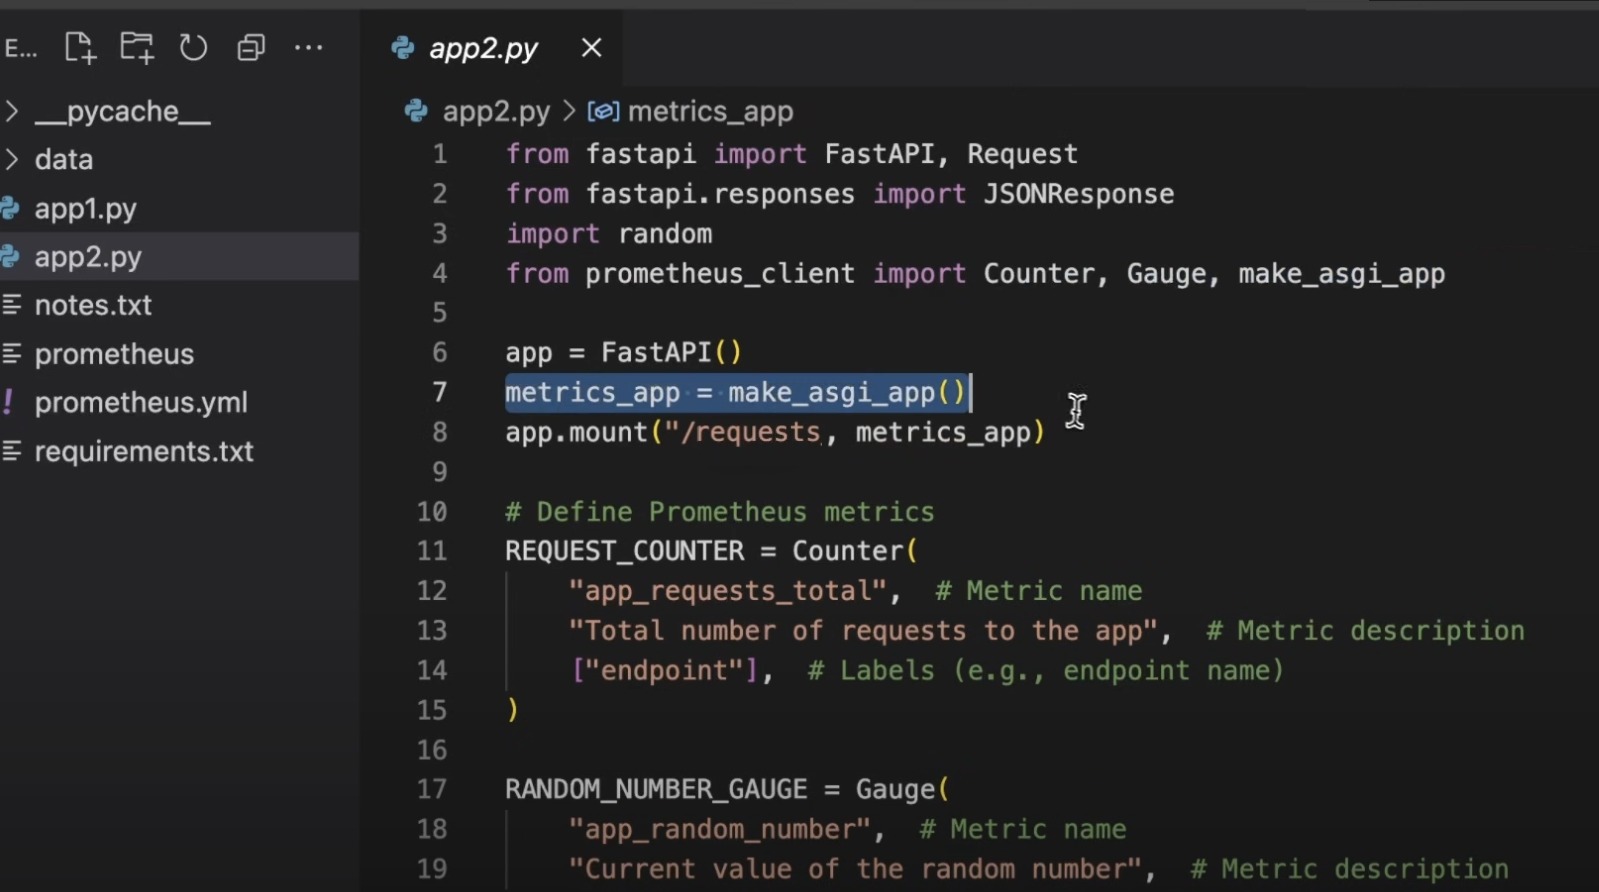 E...
app2.py
__pycache__
data
app1.py
app2.py
notes.txt
prometheus
! prometheus.yml
requirements.txt
app2.py > metrics_app
1 from fastapi import FastAPI, Request
2 from fastapi.responses import JSONResponse
3 import random
4 from prometheus_client import Counter, Gauge, make_asgi_app
5
6 app = FastAPI()
7 metrics_app = make_asgi_app()
8 app.mount("/requests, metrics_app)
9
10 # Define Prometheus metrics
11 REQUEST_COUNTER = Counter(
12 "app_requests_total", # Metric name
13 "Total number of requests to the app", # Metric description
14 ["endpoint"], # Labels (e.g., endpoint name)
15 )
16
17 RANDOM_NUMBER_GAUGE = Gauge(
18 "app_random_number", # Metric name
19 "Current value of the random number", # Metric description